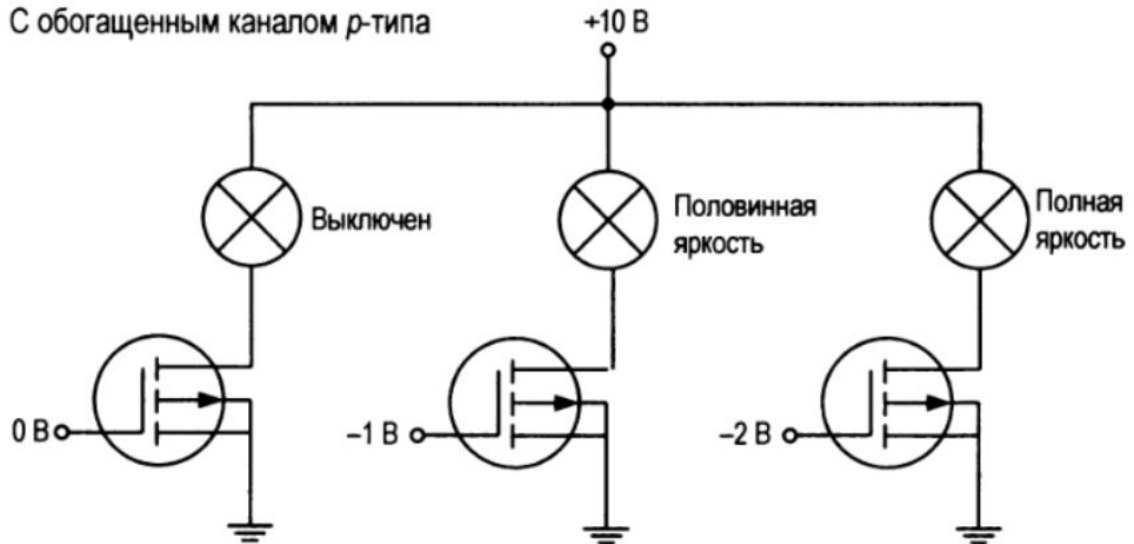 С обогащенным каналом p-типа
+10 В
Выключен
Половинная
яркость
Полная
яркость
0 В
–1 В
–2 В